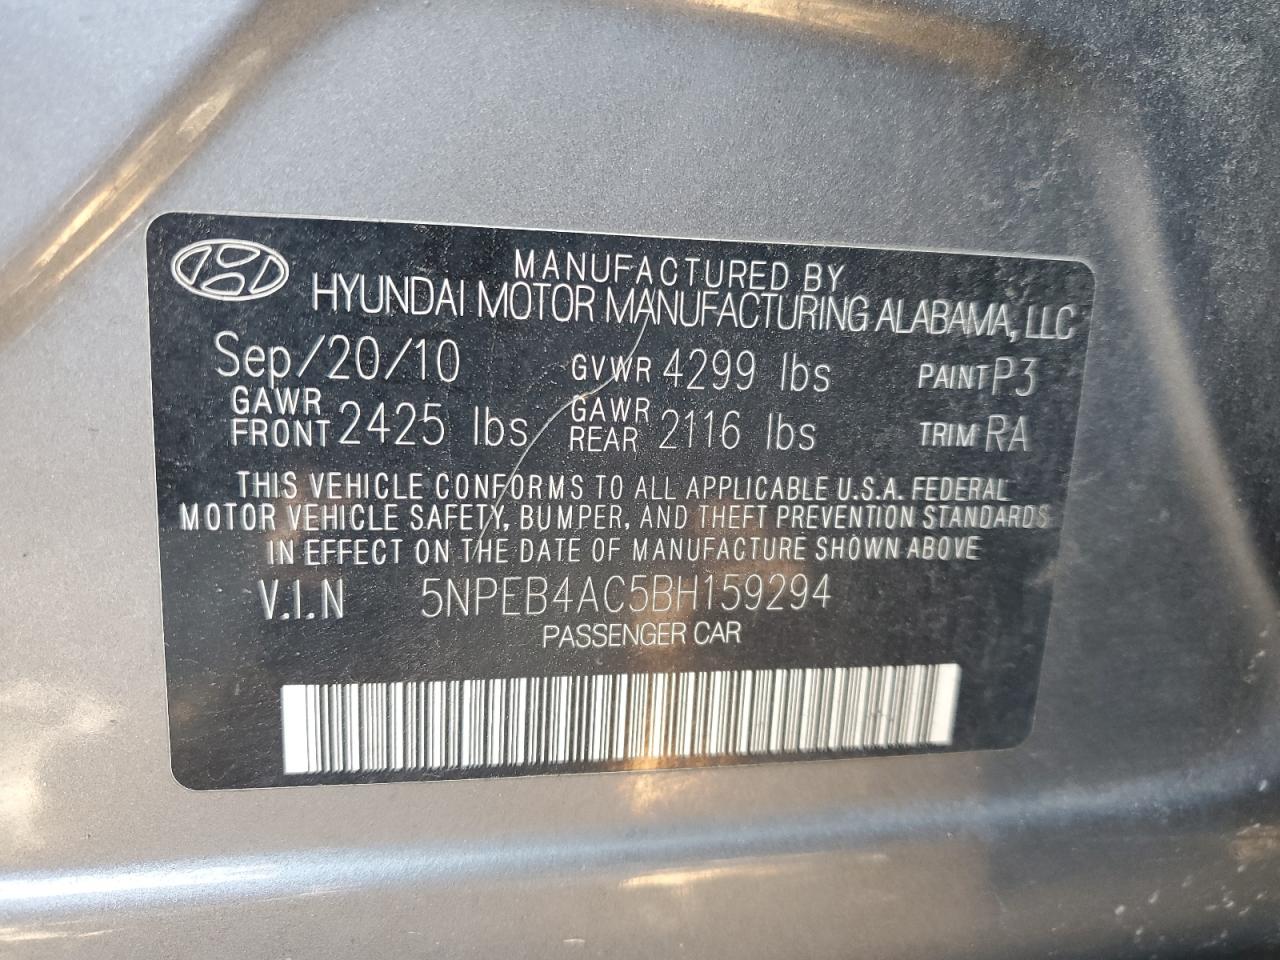 MANUFACTURED BY
HYUNDAI MOTOR MANUFACTURING ALABAMA, LLC
Sep/20/10 GVWR 4299 lbs PAINT P3
GAWR FRONT 2425 lbs GAWR REAR 2116 lbs TRIM RA
THIS VEHICLE CONFORMS TO ALL APPLICABLE U.S.A. FEDERAL
MOTOR VEHICLE SAFETY, BUMPER, AND THEFT PREVENTION STANDARDS
IN EFFECT ON THE DATE OF MANUFACTURE SHOWN ABOVE
V.I.N 5NPEB4AC5BH159294
PASSENGER CAR